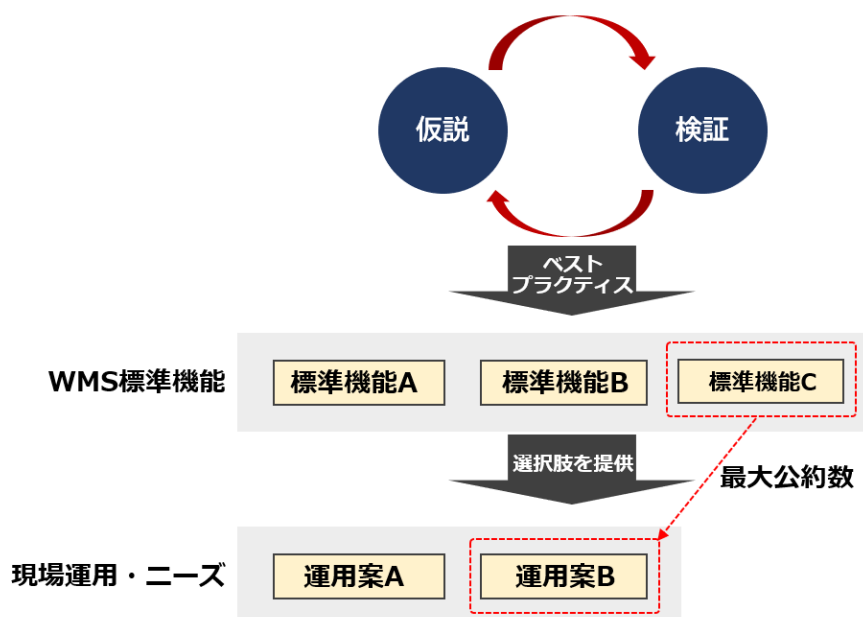 仮説
検証
ベスト
プラクティス
WMS標準機能
標準機能A
標準機能B
標準機能C
選択肢を提供
最大公約数
現場運用・ニーズ
運用案A
運用案B